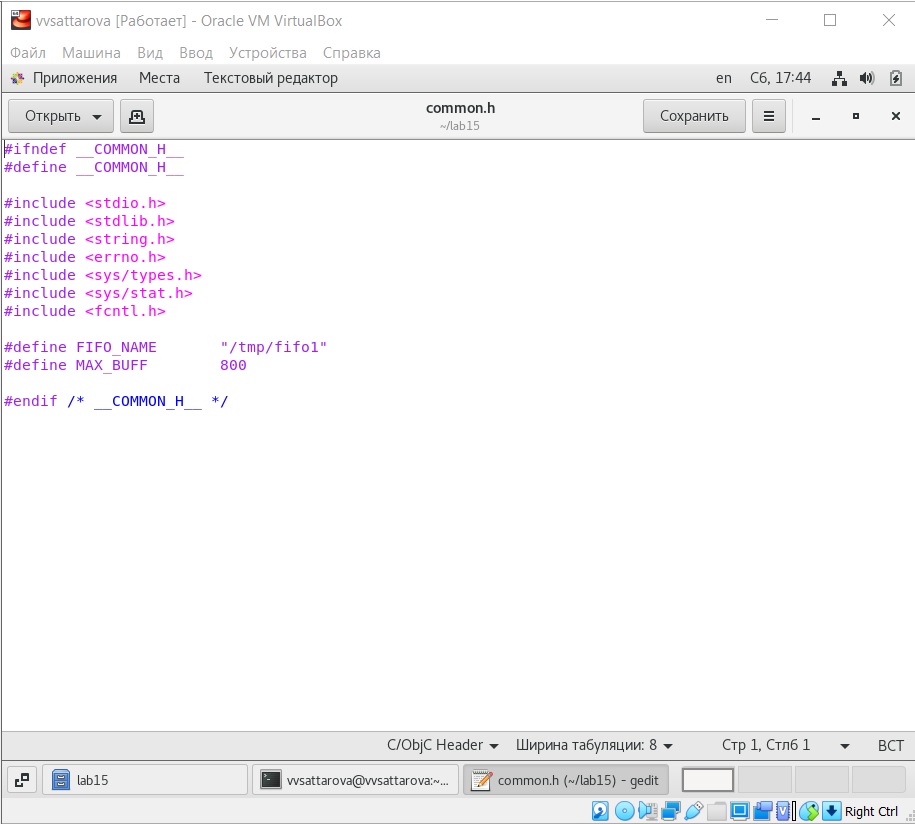 vvsattarova [Работает] - Oracle VM VirtualBox
Файл Машина Вид Ввод Устройства Справка
Приложения Места Текстовый редактор en Сб, 17:44
Открыть common.h Сохранить
~/lab15
#ifndef __COMMON_H__
#define __COMMON_H__
#include <stdio.h>
#include <stdlib.h>
#include <string.h>
#include <errno.h>
#include <sys/types.h>
#include <sys/stat.h>
#include <fcntl.h>
#define FIFO_NAME "/tmp/fifo1"
#define MAX_BUFF 800
#endif /* __COMMON_H__ */
C/ObjC Header Ширина табуляции: 8 Стр 1, Стлб 1 ВСТ
lab15 vvsattarova@vvsattarova:~... common.h (~/lab15) - gedit
Right Ctrl